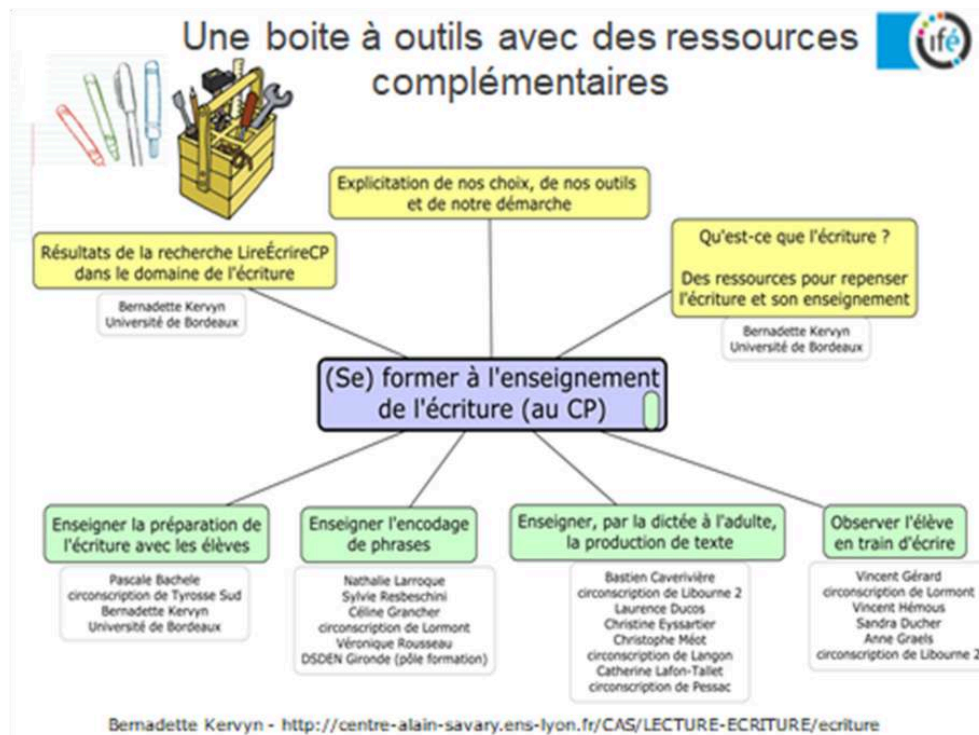 Une boite à outils avec des ressources
complémentaires
ifé
Explicitation de nos choix, de nos outils
et de notre démarche
Résultats de la recherche LireÉcrireCP
dans le domaine de l'écriture
Bernadette Kervyn
Université de Bordeaux
Qu'est-ce que l'écriture ?
Des ressources pour repenser
l'écriture et son enseignement
Bernadette Kervyn
Université de Bordeaux
(Se) former à l'enseignement
de l'écriture (au CP)
Enseigner la préparation de
l'écriture avec les élèves
Pascale Bachele
circonscription de Tyrosse Sud
Bernadette Kervyn
Université de Bordeaux
Enseigner l'encodage
de phrases
Nathalie Larroque
Sylvie Resbeschini
Céline Grancher
circonscription de Lormont
Véronique Rousseau
DSDEN Gironde (pôle formation)
Enseigner, par la dictée à l'adulte,
la production de texte
Bastien Caverivière
circonscription de Libourne 2
Laurence Ducos
Christine Eyssartier
Christophe Méot
circonscription de Langon
Catherine Lafon-Tallet
circonscription de Pessac
Observer l'élève
en train d'écrire
Vincent Gérard
circonscription de Lormont
Vincent Hémous
Sandra Ducher
Anne Graels
circonscription de Libourne 2
Bernadette Kervyn - http://centre-alain-savary.ens-lyon.fr/CAS/LECTURE-ECRITURE/ecriture